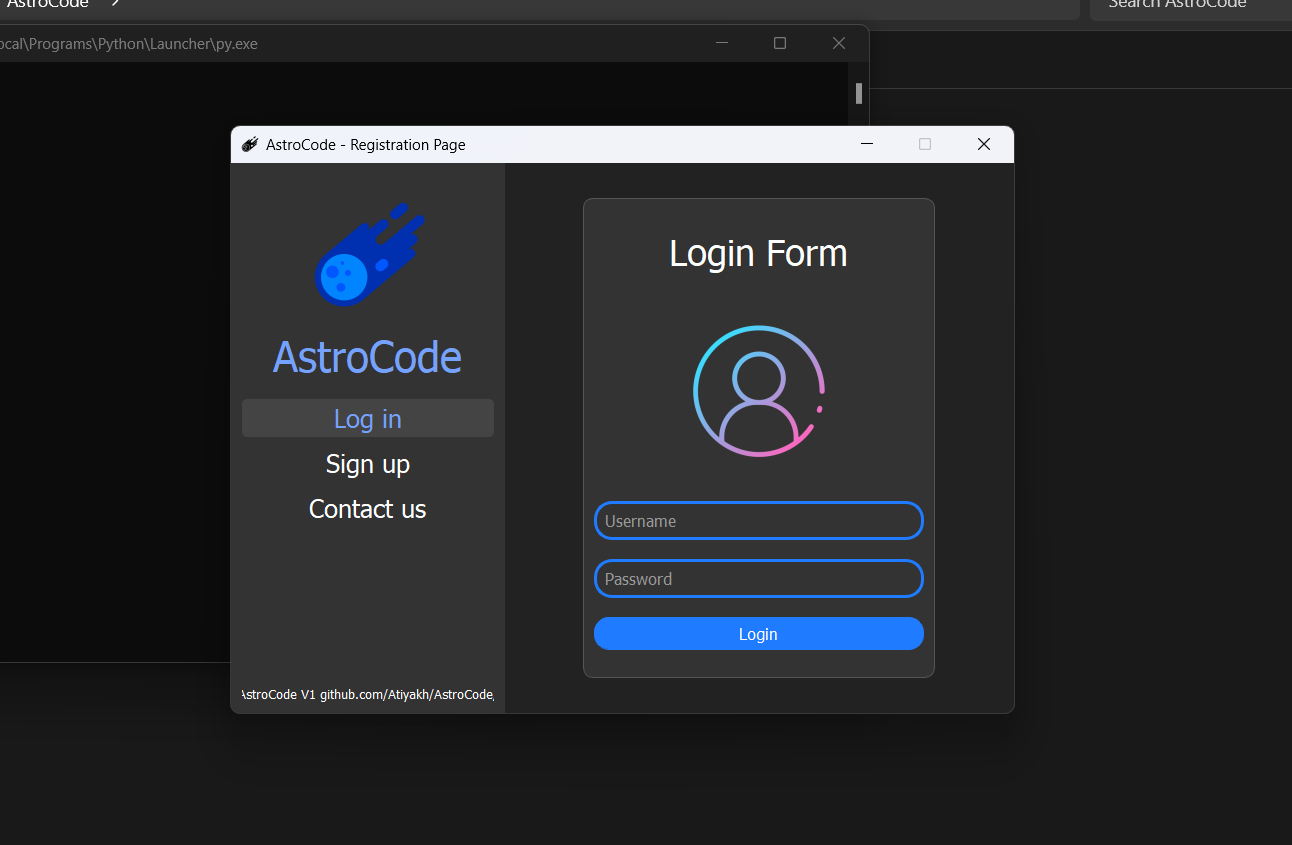 AstroCode >
Search AstroCode
ocal\Programs\Python\Launcher\py.exe
AstroCode - Registration Page
AstroCode
Log in
Sign up
Contact us
AstroCode V1 github.com/Atiyakh/AstroCode
Login Form
Username
Password
Login